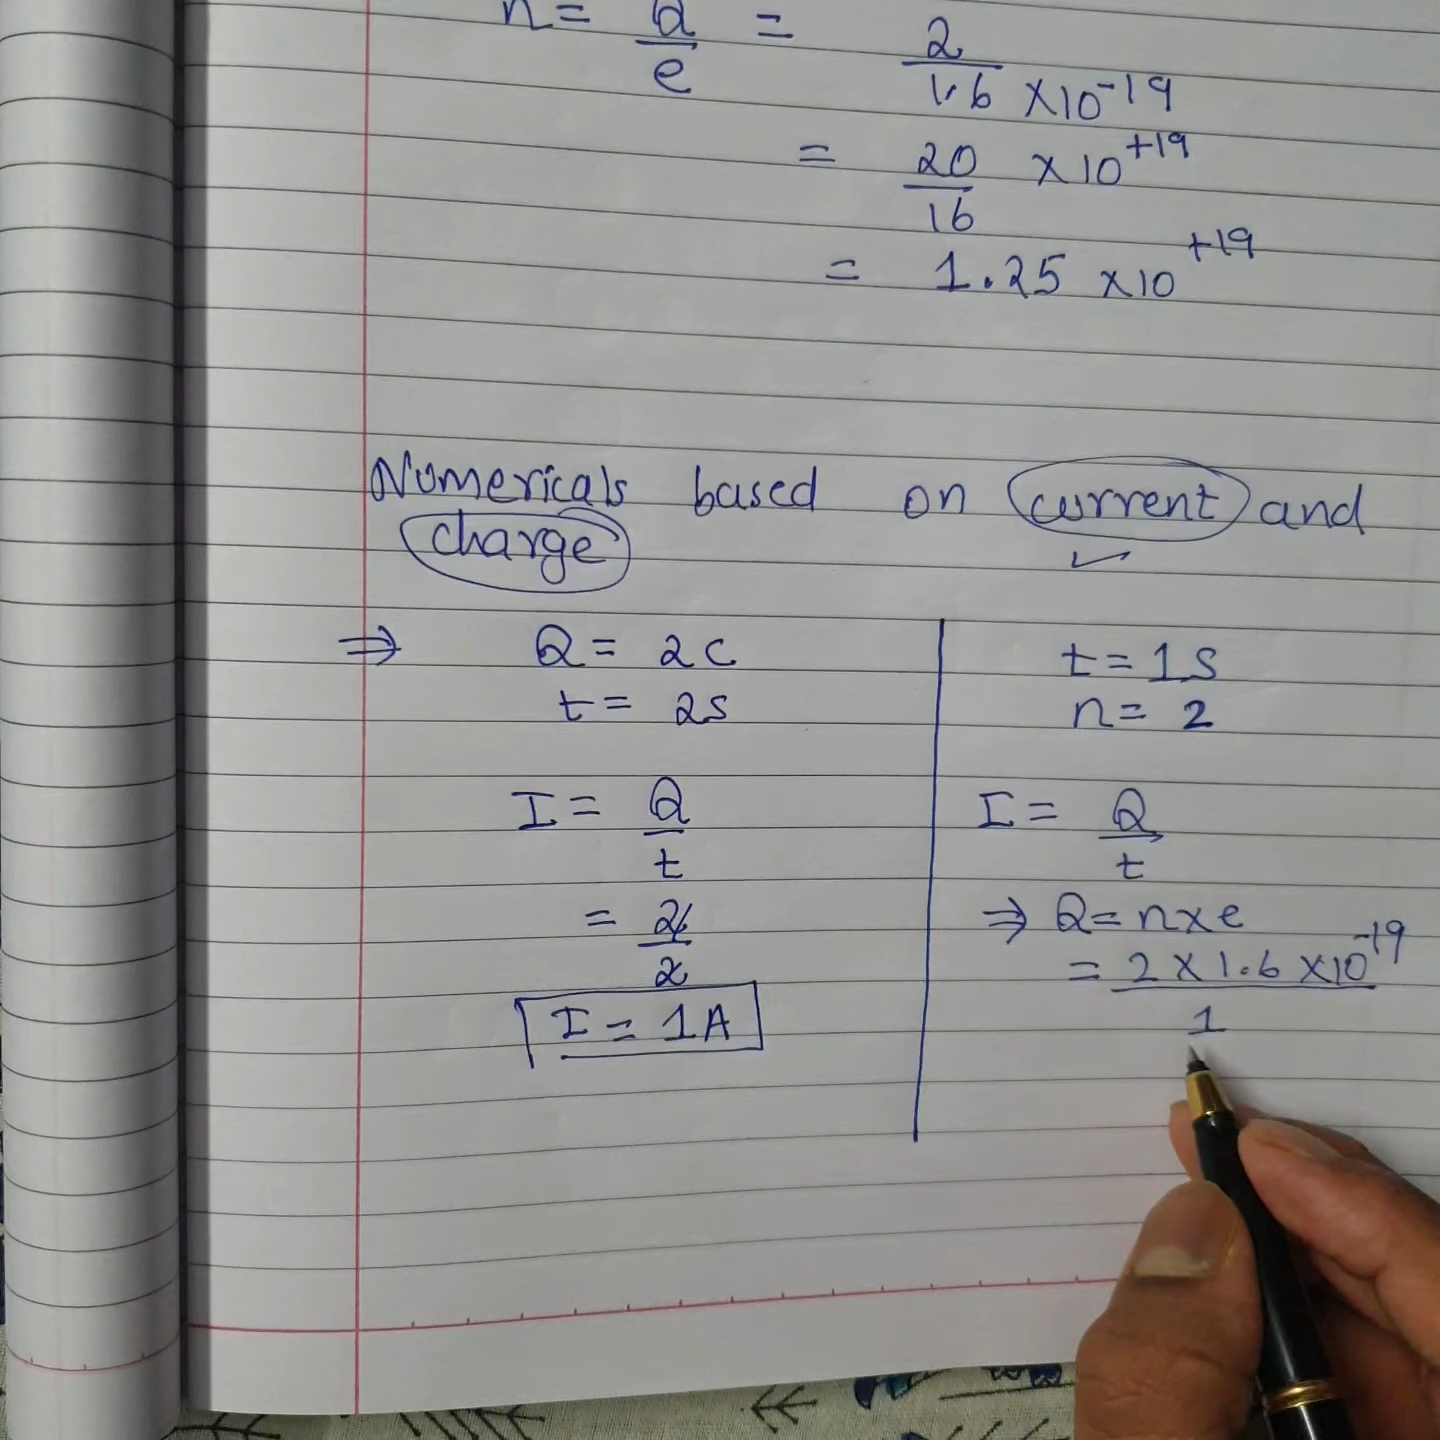 n = Q/e = 2/1.6 ×10⁻¹⁹
= 20/16 ×10⁺¹⁹
= 1.25 ×10⁺¹⁹
Numericals based on current and
charge
⇒ Q = 2C
t = 2s
I = Q/t
= 2/2
I = 1A
t = 1s
n = 2
I = Q/t
⇒ Q = n×e
= 2 × 1.6 ×10⁻¹⁹/1